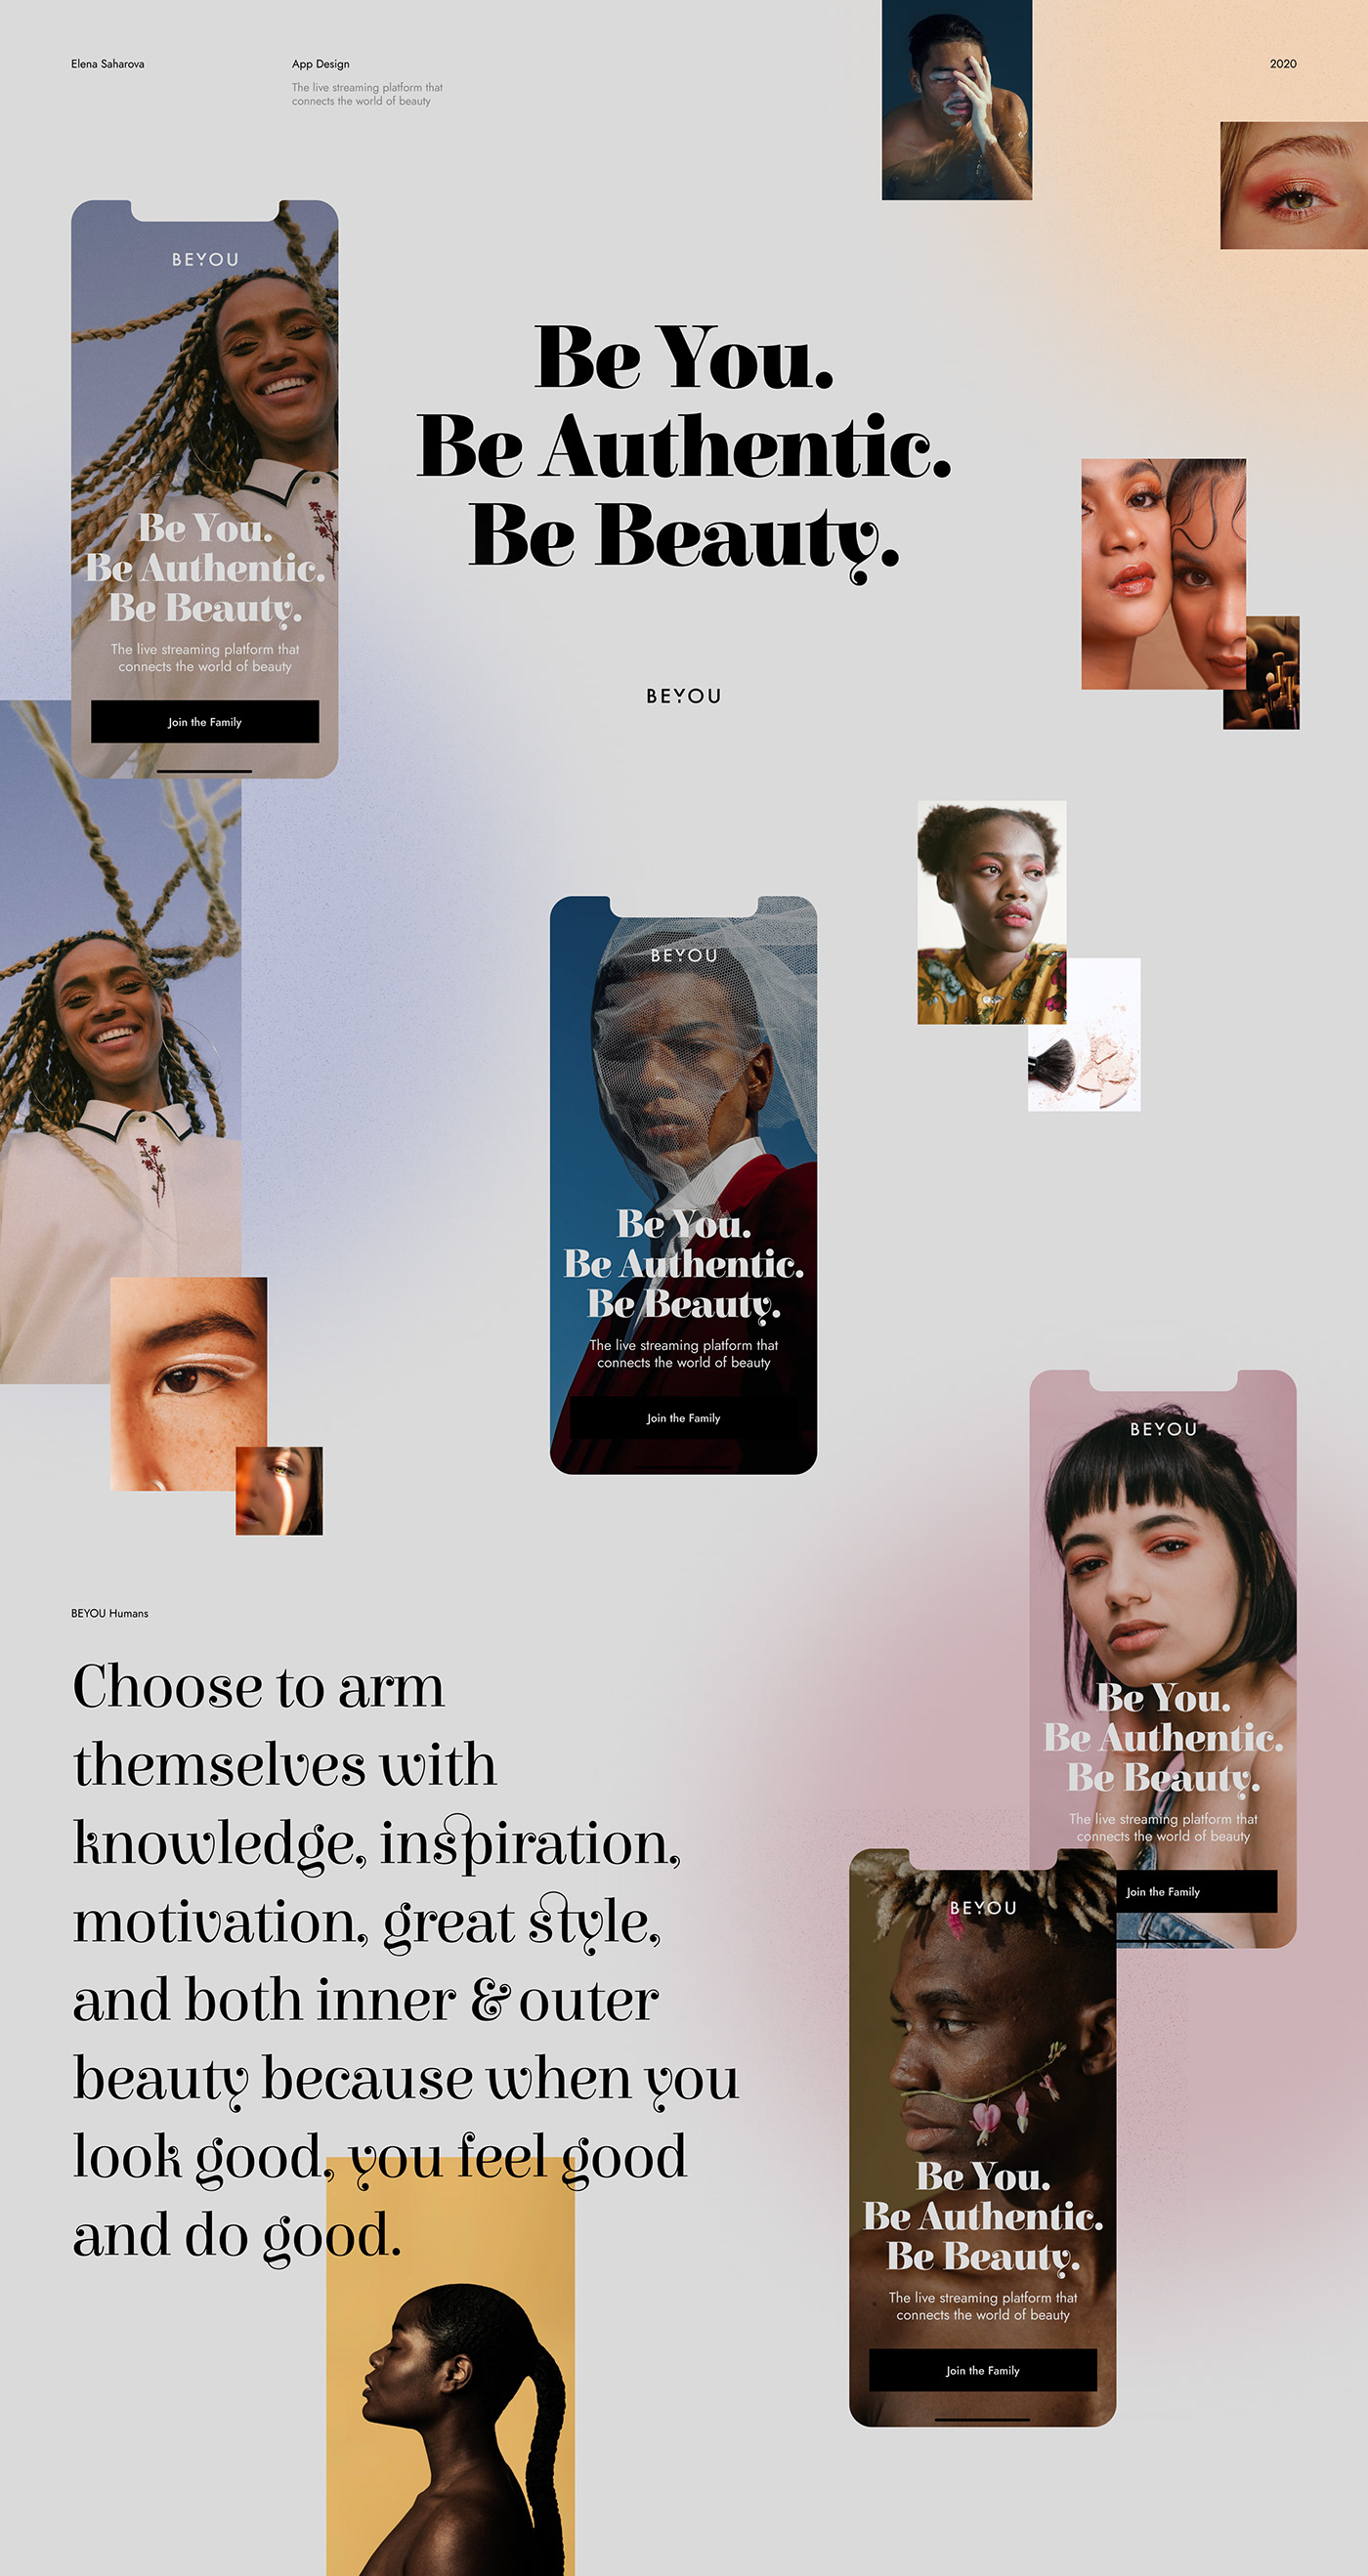 Elena Saharova
App Design
2020
The live streaming platform that
connects the world of beauty
BEYOU
Be You.
Be Authentic.
Be Beauty.
The live streaming platform that
connects the world of beauty
Join the Family
Be You.
Be Authentic.
Be Beauty.
BEYOU
BEYOU
Be You.
Be Authentic.
Be Beauty.
The live streaming platform that
connects the world of beauty
Join the Family
BEYOU
Be You.
Be Authentic.
Be Beauty.
The live streaming platform that
connects the world of beauty
Join the Family
BEYOU Humans
Choose to arm
themselves with
knowledge, inspiration,
motivation, great style,
and both inner & outer
beauty because when you
look good, you feel good
and do good.
BEYOU
Be You.
Be Authentic.
Be Beauty.
The live streaming platform that
connects the world of beauty
Join the Family